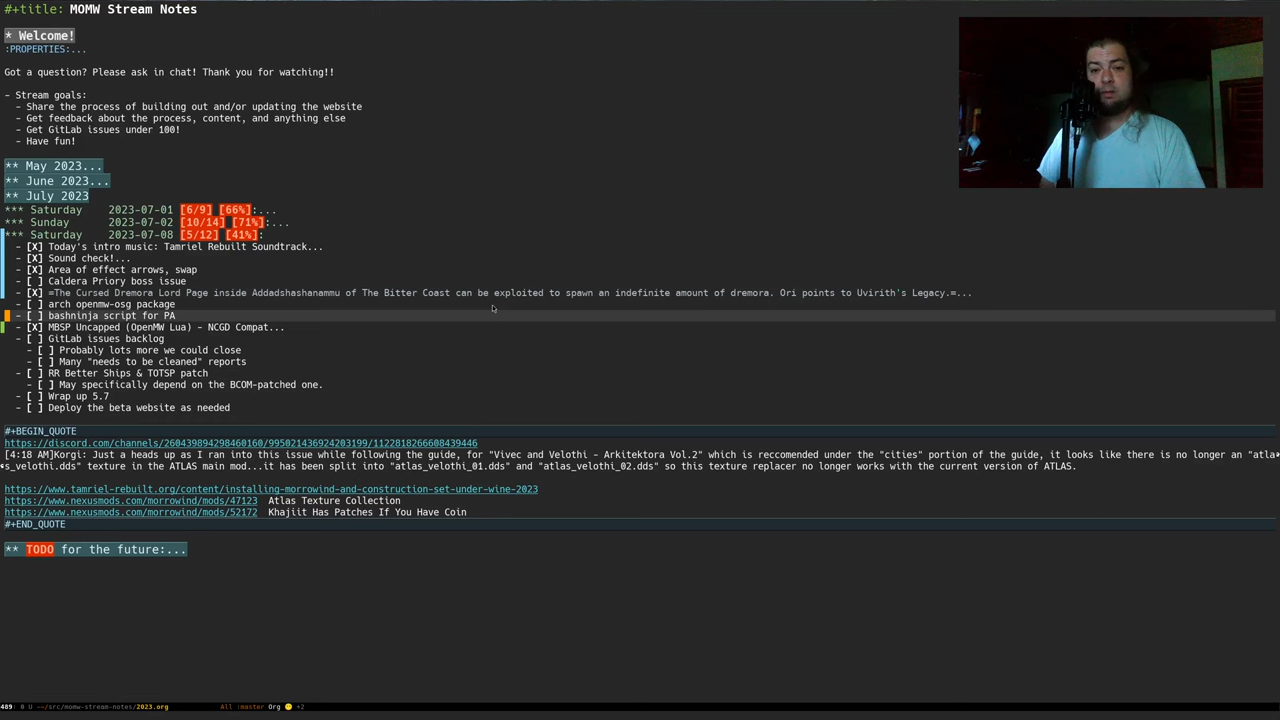 #+title: MOMW Stream Notes
* Welcome!
:PROPERTIES:...
Got a question? Please ask in chat! Thank you for watching!!
- Stream goals:
- Share the process of building out and/or updating the website
- Get feedback about the process, content, and anything else
- Get GitLab issues under 100!
- Have fun!
** May 2023...
** June 2023...
** July 2023
*** Saturday 2023-07-01 [6/9] [66%]:...
*** Sunday 2023-07-02 [10/14] [71%]:...
*** Saturday 2023-07-08 [5/12] [41%]:
- [X] Today's intro music: Tamriel Rebuilt Soundtrack...
- [X] Sound check!...
- [X] Area of effect arrows, swap
- [ ] Caldera Priory boss issue
- [X] =The Cursed Dremora Lord Page inside Addadshashanammu of The Bitter Coast can be exploited to spawn an indefinite amount of dremora. Ori points to Uvirith's Legacy.=...
- [ ] arch openmw-osg package
- [ ] bashninja script for PA
- [X] MBSP Uncapped (OpenMW Lua) - NCGD Compat...
- [ ] GitLab issues backlog
- [ ] Probably lots more we could close
- [ ] Many "needs to be cleaned" reports
- [ ] RR Better Ships & TOTSP patch
- [ ] May specifically depend on the BCOM-patched one.
- [ ] Wrap up 5.7
- [ ] Deploy the beta website as needed
#+BEGIN_QUOTE
https://discord.com/channels/260439894298460160/995021436924203199/1122818266608439446
[4:18 AM]Korgi: Just a heads up as I ran into this issue while following the guide, for "Vivec and Velothi - Arkitektora Vol.2" which is reccomended under the "cities" portion of the guide, it looks like there is no longer an "atla
s_velothi.dds" texture in the ATLAS main mod...it has been split into "atlas_velothi_01.dds" and "atlas_velothi_02.dds" so this texture replacer no longer works with the current version of ATLAS.
https://www.tamriel-rebuilt.org/content/installing-morrowind-and-construction-set-under-wine-2023
https://www.nexusmods.com/morrowind/mods/47123 Atlas Texture Collection
https://www.nexusmods.com/morrowind/mods/52172 Khajiit Has Patches If You Have Coin
#+END_QUOTE
** TODO for the future:...
489: 0 U ~/src/momw-stream-notes/2023.org All :master Org +2